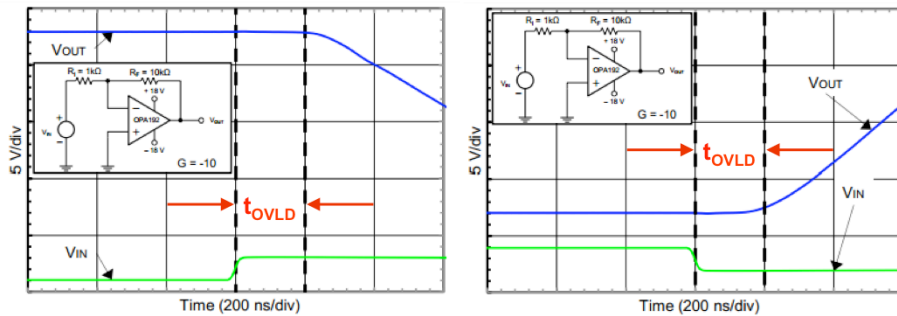 VOUT
RI = 1kΩ
RF = 10kΩ
+ 18 V
−
OPA192
+
VOUT
+
VIN
−
− 18 V
G = -10
5 V/div
tOVLD
VIN
Time (200 ns/div)
RI = 1kΩ
RF = 10kΩ
+ 18 V
−
OPA192
+
VOUT
+
VIN
−
− 18 V
G = -10
VOUT
5 V/div
tOVLD
VIN
Time (200 ns/div)